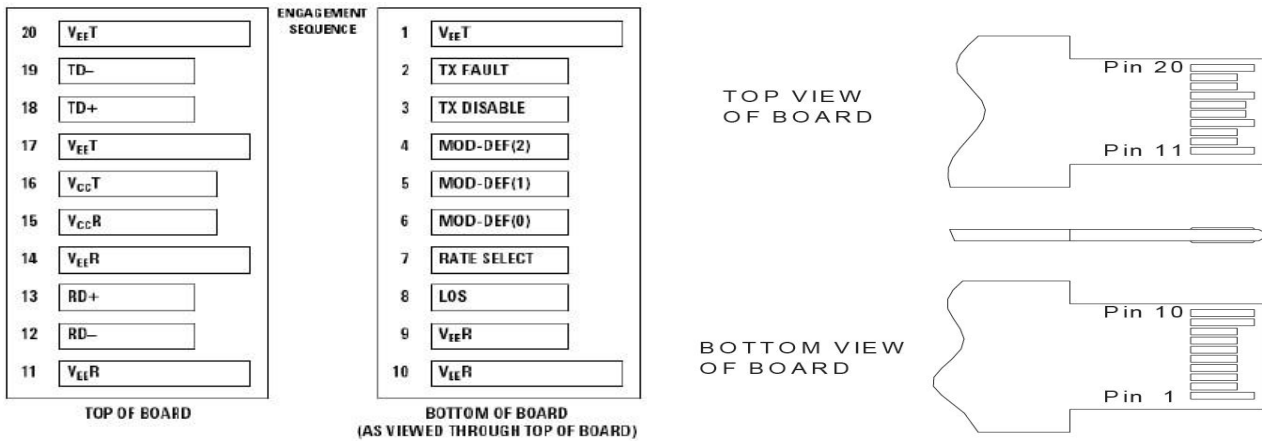 ENGAGEMENT
SEQUENCE
20 VEET
19 TD–
18 TD+
17 VEET
16 VCCT
15 VCCR
14 VEER
13 RD+
12 RD–
11 VEER
TOP OF BOARD
1 VEET
2 TX FAULT
3 TX DISABLE
4 MOD-DEF(2)
5 MOD-DEF(1)
6 MOD-DEF(0)
7 RATE SELECT
8 LOS
9 VEER
10 VEER
BOTTOM OF BOARD
(AS VIEWED THROUGH TOP OF BOARD)
TOP VIEW
OF BOARD
Pin 20
Pin 11
BOTTOM VIEW
OF BOARD
Pin 10
Pin 1